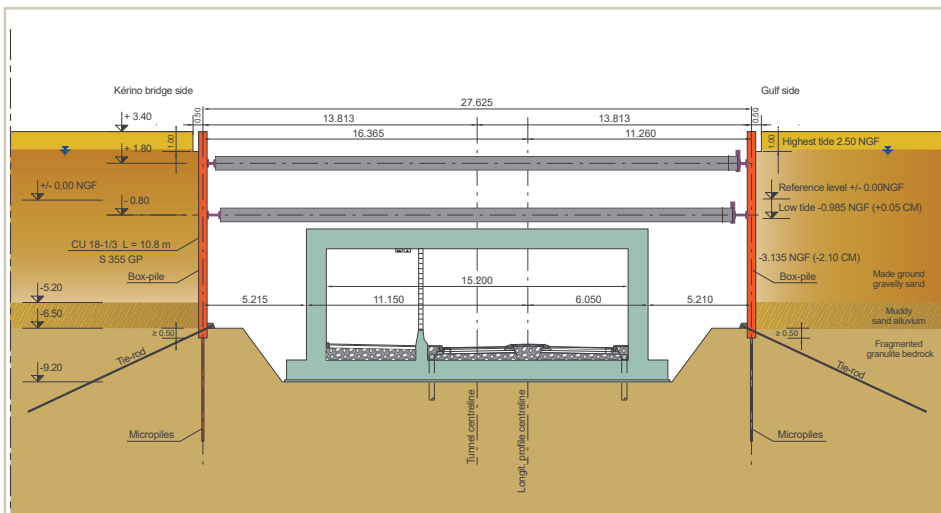 Kérino bridge side
Gulf side
27.625
0.50
0.50
13.813
13.813
+ 3.40
16.365
11.260
1.00
1.00
Highest tide 2.50 NGF
+ 1.80
+/- 0,00 NGF
Reference level +/- 0.00NGF
- 0.80
Low tide -0.985 NGF (+0.05 CM)
CU 18-1/3 L = 10.8 m
S 355 GP
-3.135 NGF (-2.10 CM)
Box-pile
Box-pile
Made ground
gravelly sand
15.200
-5.20
5.215
11.150
6.050
5.210
Muddy
sand alluvium
-6.50
≥ 0.50
≥ 0.50
Fragmented
granulite bedrock
Tie-rod
Tie-rod
-9.20
Micropiles
Micropiles
Tunnel centreline
Longit. profile centreline